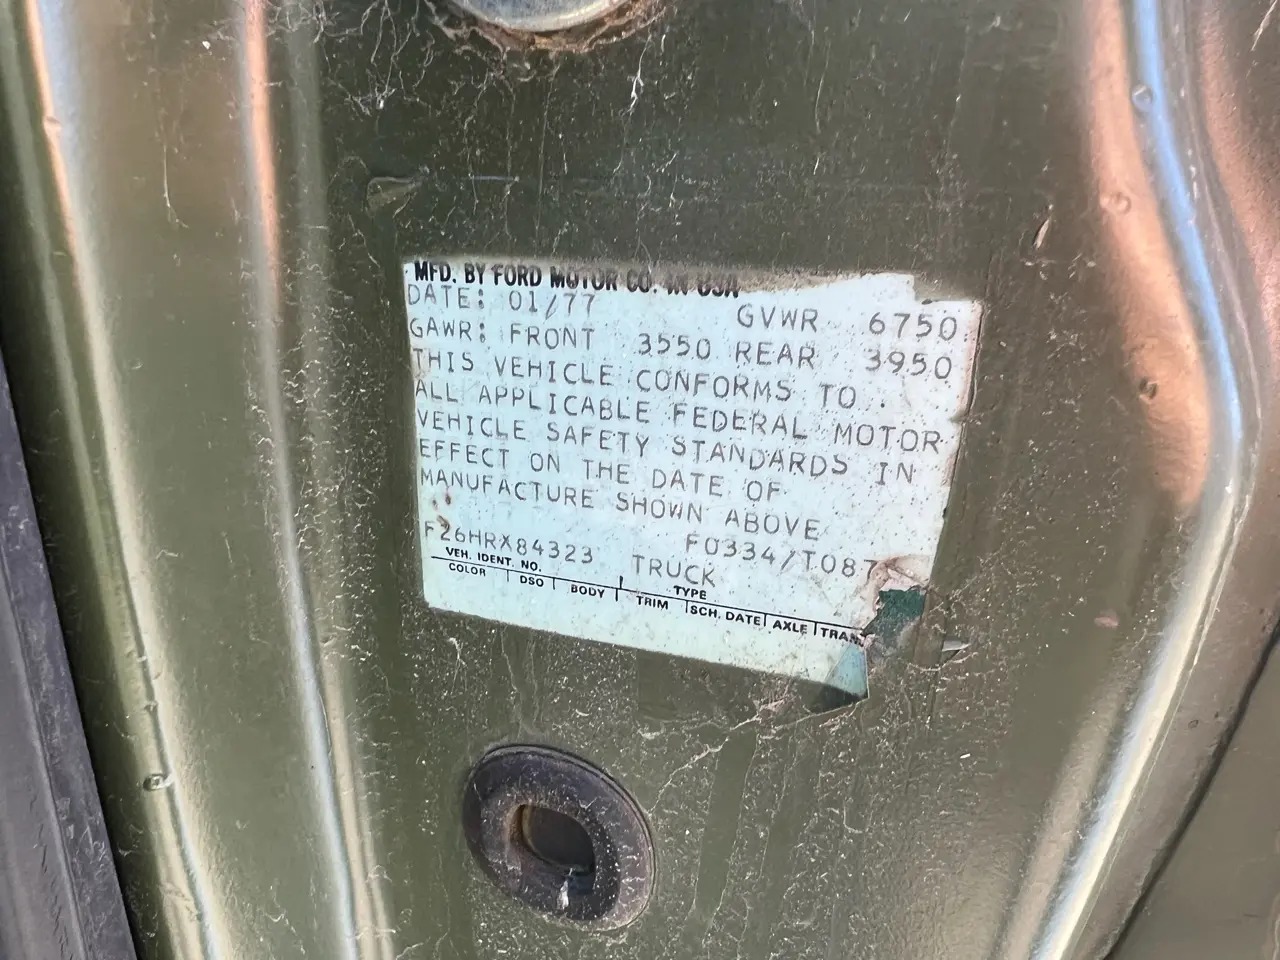 MFD. BY FORD MOTOR CO. IN USA
DATE: 01/77 GVWR 6750
GAWR: FRONT 3550 REAR 3950
THIS VEHICLE CONFORMS TO
ALL APPLICABLE FEDERAL MOTOR
VEHICLE SAFETY STANDARDS IN
EFFECT ON THE DATE OF
MANUFACTURE SHOWN ABOVE
F0334/T087
F26HRX84323 TRUCK
VEH. IDENT. NO. TYPE
COLOR DSO BODY TRIM SCH. DATE AXLE TRAN